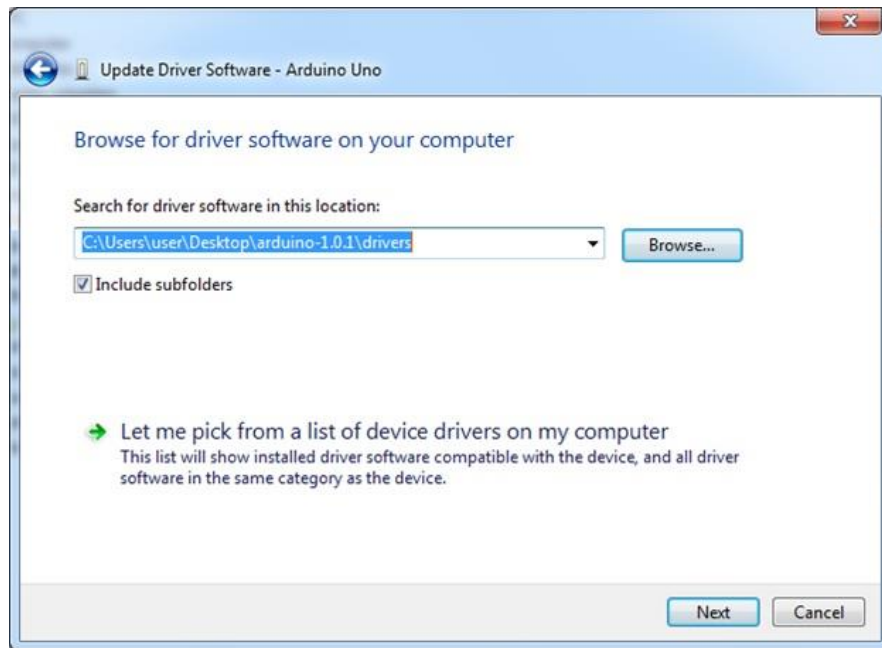 Update Driver Software - Arduino Uno
Browse for driver software on your computer
Search for driver software in this location:
C:\Users\user\Desktop\arduino-1.0.1\drivers
Browse...
Include subfolders
Let me pick from a list of device drivers on my computer
This list will show installed driver software compatible with the device, and all driver
software in the same category as the device.
Next
Cancel